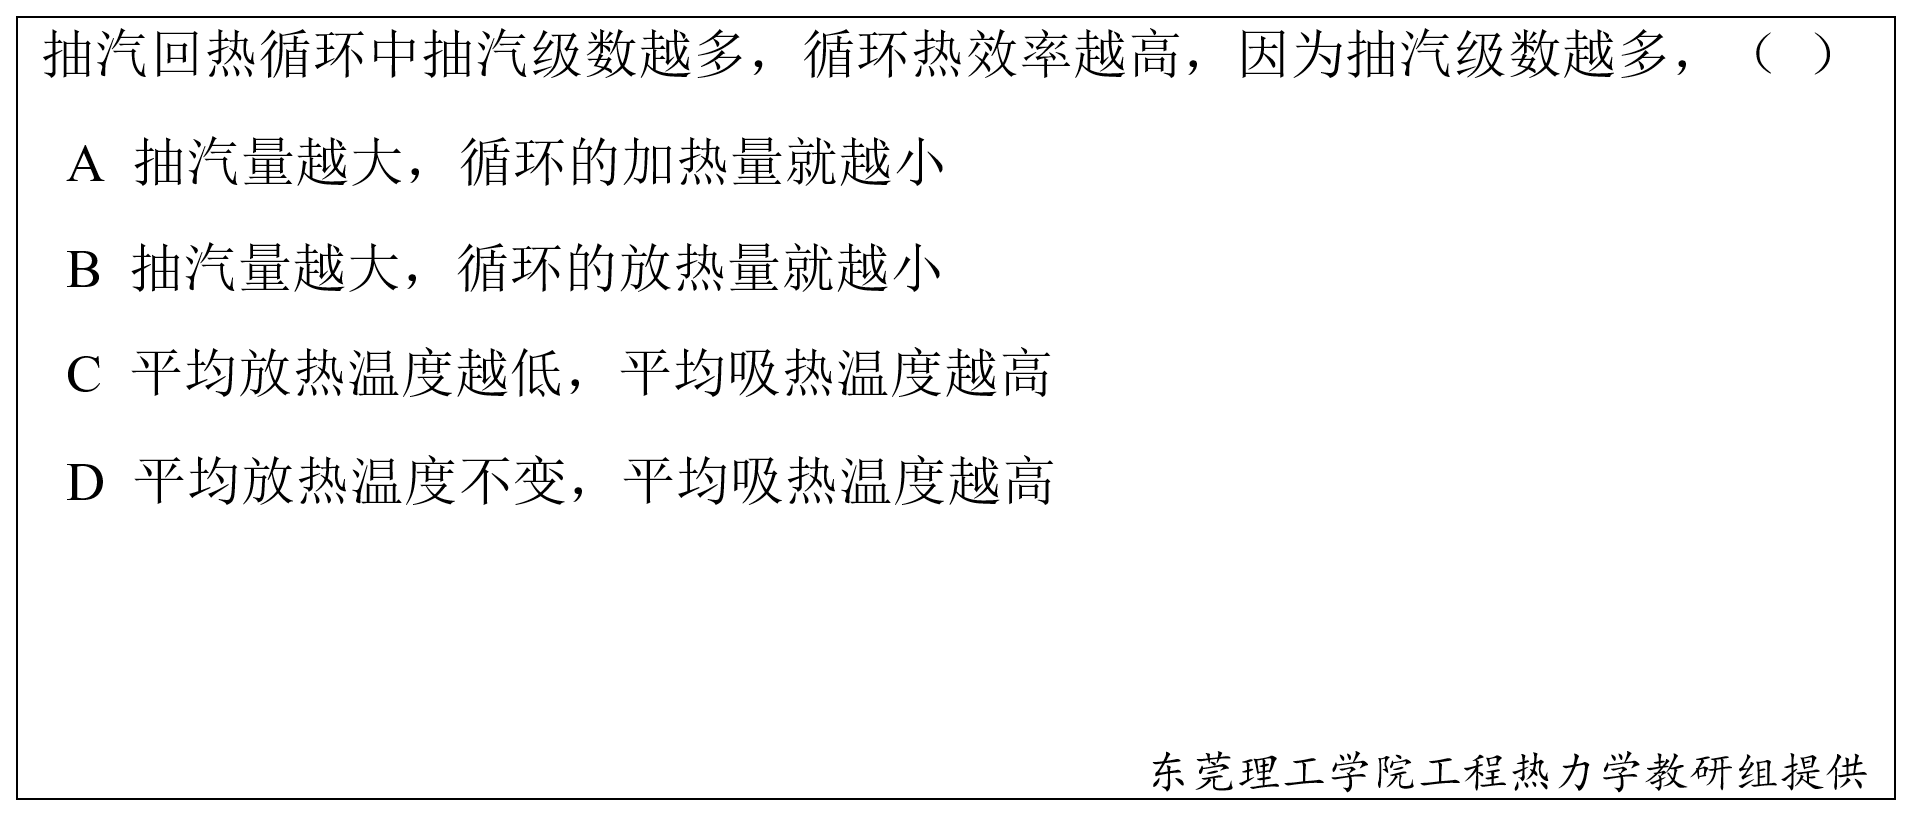 抽汽回热循环中抽汽级数越多，循环热效率越高，因为抽汽级数越多，（ ）
A 抽汽量越大，循环的加热量就越小
B 抽汽量越大，循环的放热量就越小
C 平均放热温度越低，平均吸热温度越高
D 平均放热温度不变，平均吸热温度越高
东莞理工学院工程热力学教研组提供